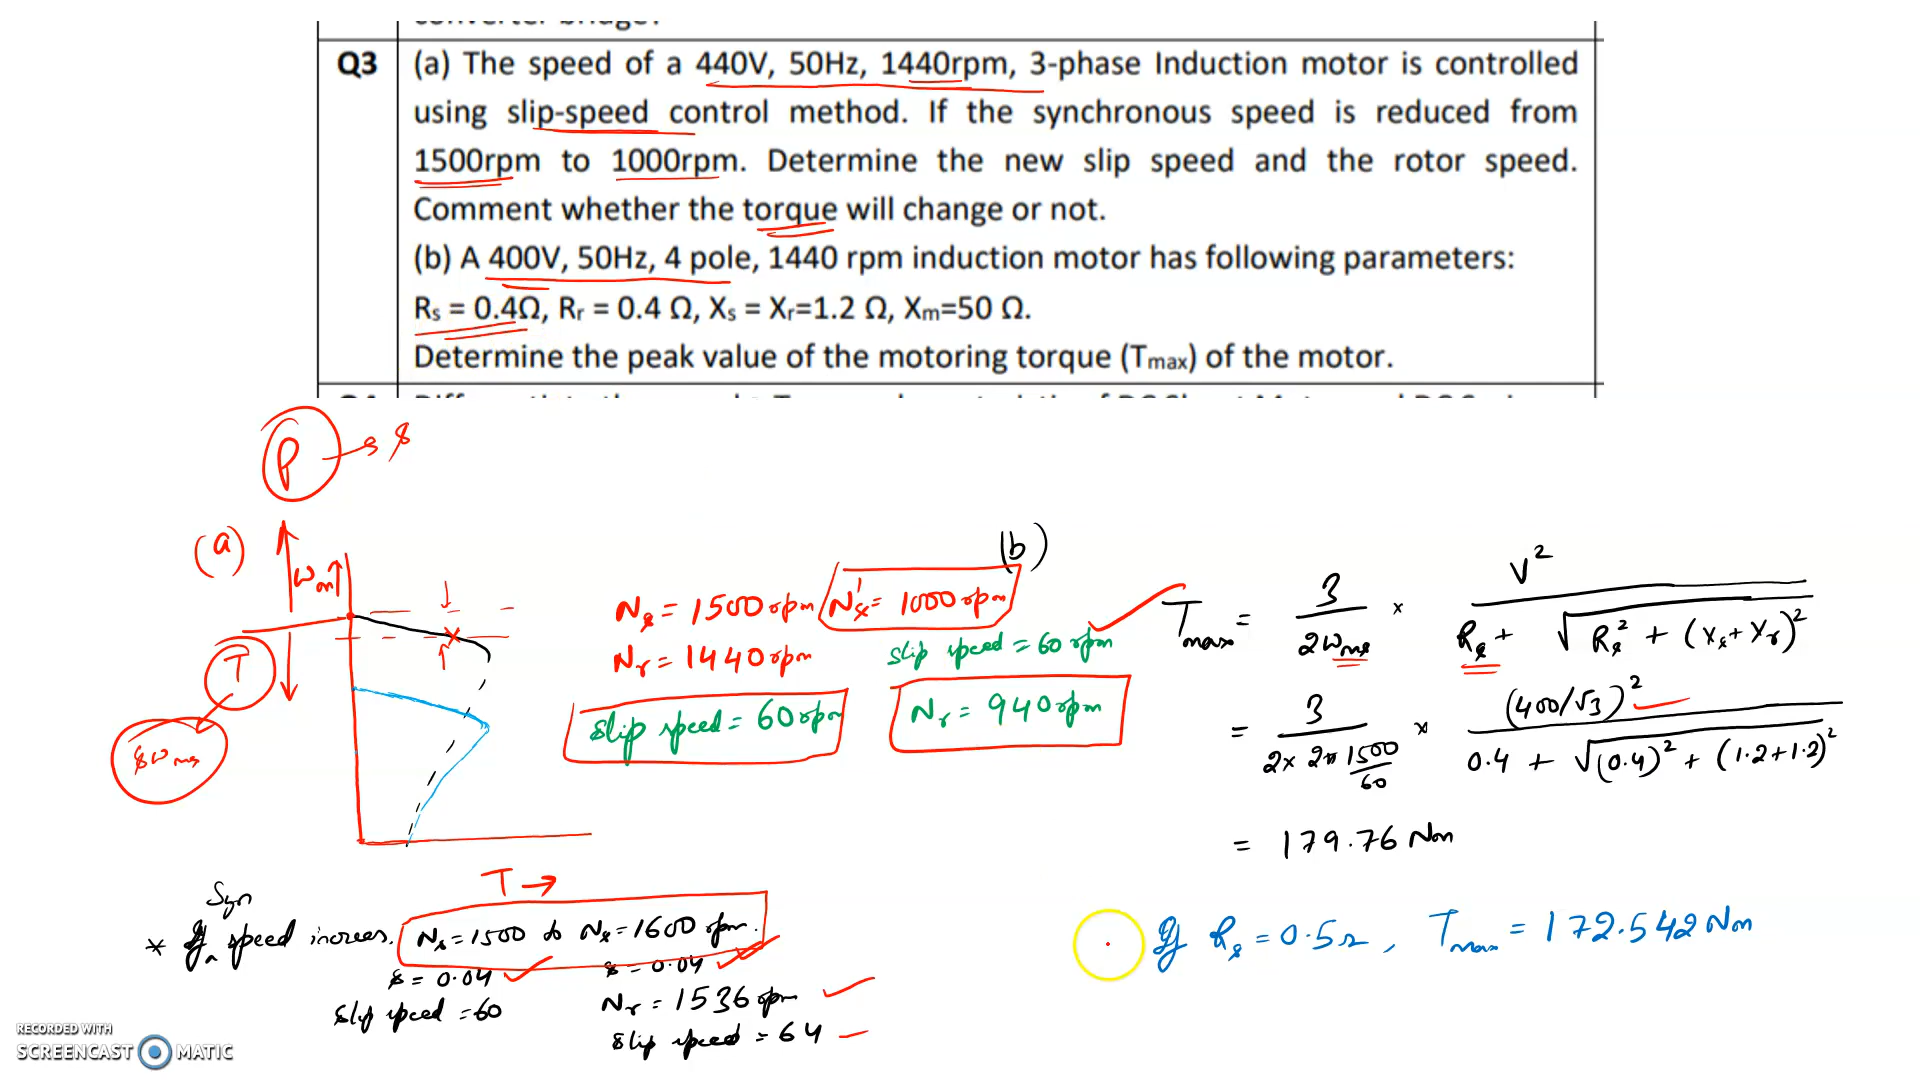 Q3
(a) The speed of a 440V, 50Hz, 1440rpm, 3-phase Induction motor is controlled
using slip-speed control method. If the synchronous speed is reduced from
1500rpm to 1000rpm. Determine the new slip speed and the rotor speed.
Comment whether the torque will change or not.
(b) A 400V, 50Hz, 4 pole, 1440 rpm induction motor has following parameters:
Rs = 0.4Ω, Rr = 0.4 Ω, Xs = Xr=1.2 Ω, Xm=50 Ω.
Determine the peak value of the motoring torque (Tmax) of the motor.
P → s
(a)
ωm↑
T
sωms
T →
Ns = 1500 rpm
Nr = 1440 rpm
slip speed = 60 rpm
Ns' = 1000 rpm
slip speed = 60 rpm
Nr = 940 rpm
(b)
Tmax = 3/2ωms × V²/Rs + √Rs² + (Xs+Xr)²
= 3/2×2π 1500/60 × (400/√3)²/0.4 + √(0.4)² + (1.2+1.2)²
= 179.76 Nm
If Rs = 0.5Ω, Tmax = 172.542 Nm
Syn
* If speed increses, Ns = 1500 to Ns = 1600 rpm.
s = 0.04 s = 0.04
slip speed = 60 Nr = 1536 rpm
slip speed = 64
RECORDED WITH
SCREENCAST MATIC